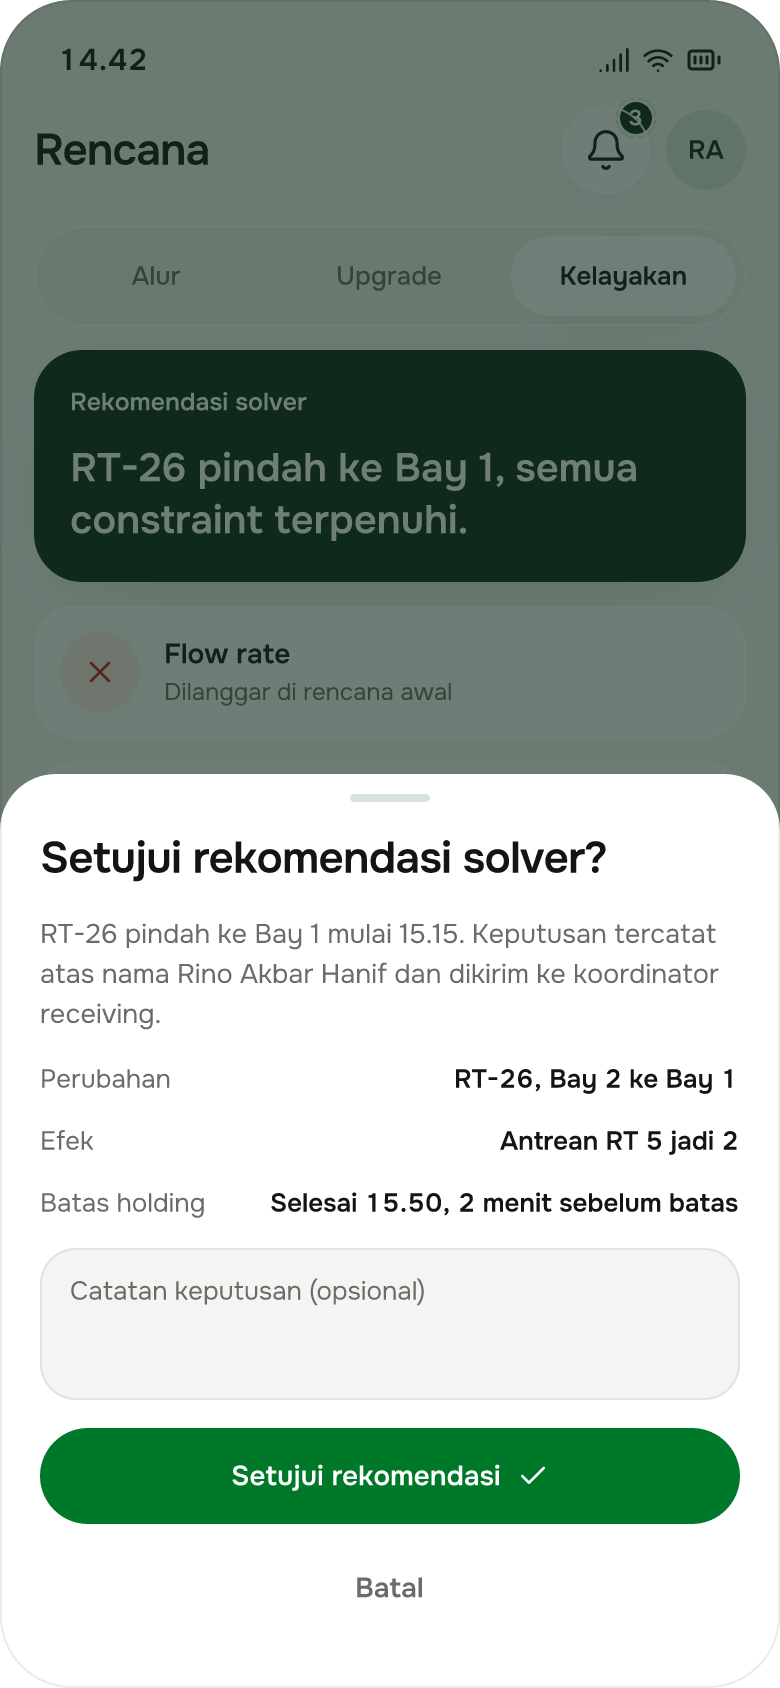 14.42
Rencana
3
RA
Alur
Upgrade
Kelayakan
Rekomendasi solver
RT-26 pindah ke Bay 1, semua
constraint terpenuhi.
Flow rate
Dilanggar di rencana awal
Setujui rekomendasi solver?
RT-26 pindah ke Bay 1 mulai 15.15. Keputusan tercatat
atas nama Rino Akbar Hanif dan dikirim ke koordinator
receiving.
Perubahan
RT-26, Bay 2 ke Bay 1
Efek
Antrean RT 5 jadi 2
Batas holding
Selesai 15.50, 2 menit sebelum batas
Catatan keputusan (opsional)
Setujui rekomendasi
Batal